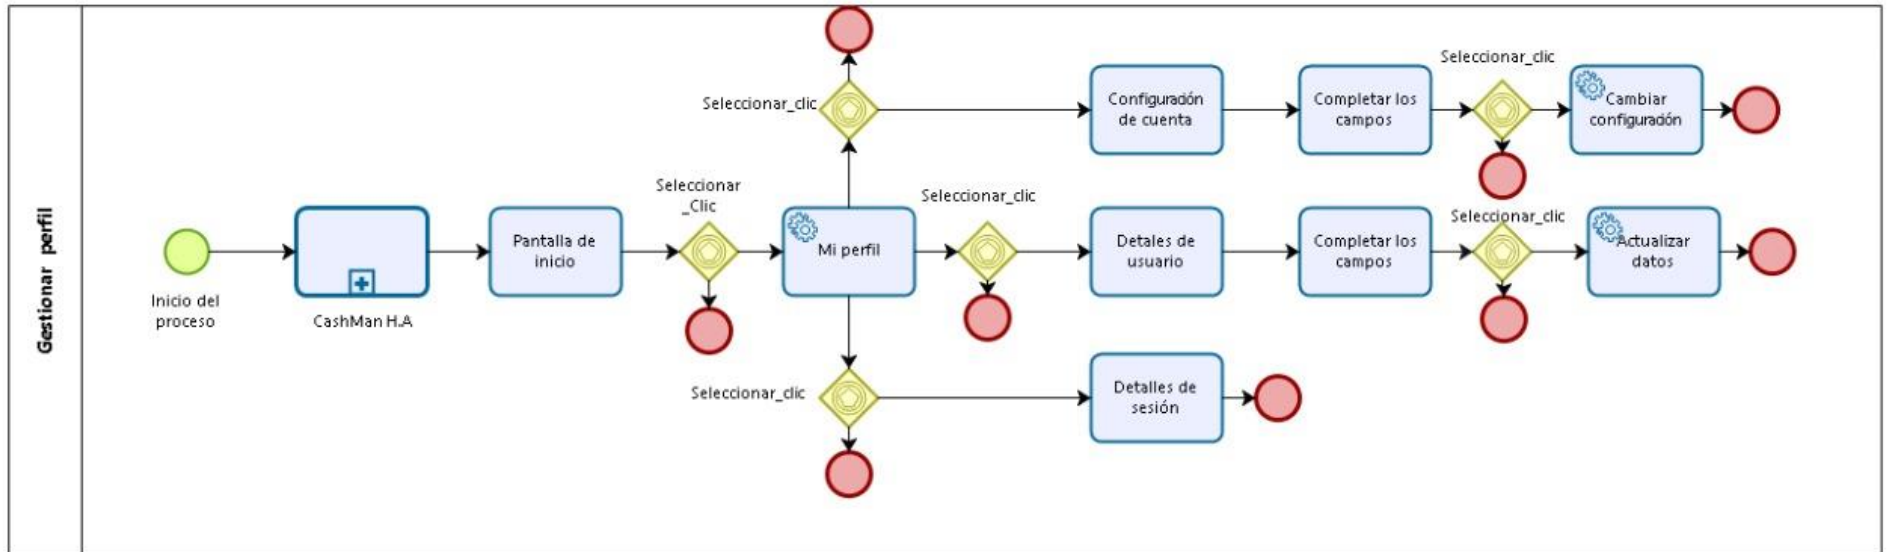 Gestionar perfil
Inicio del
proceso
CashMan H.A
Pantalla de
inicio
Seleccionar
_Clic
Mi perfil
Seleccionar_clic
Configuración
de cuenta
Completar los
campos
Seleccionar_clic
Cambiar
configuración
Seleccionar_clic
Detales de
usuario
Completar los
campos
Seleccionar_clic
Actualizar
datos
Seleccionar_clic
Detalles de
sesión